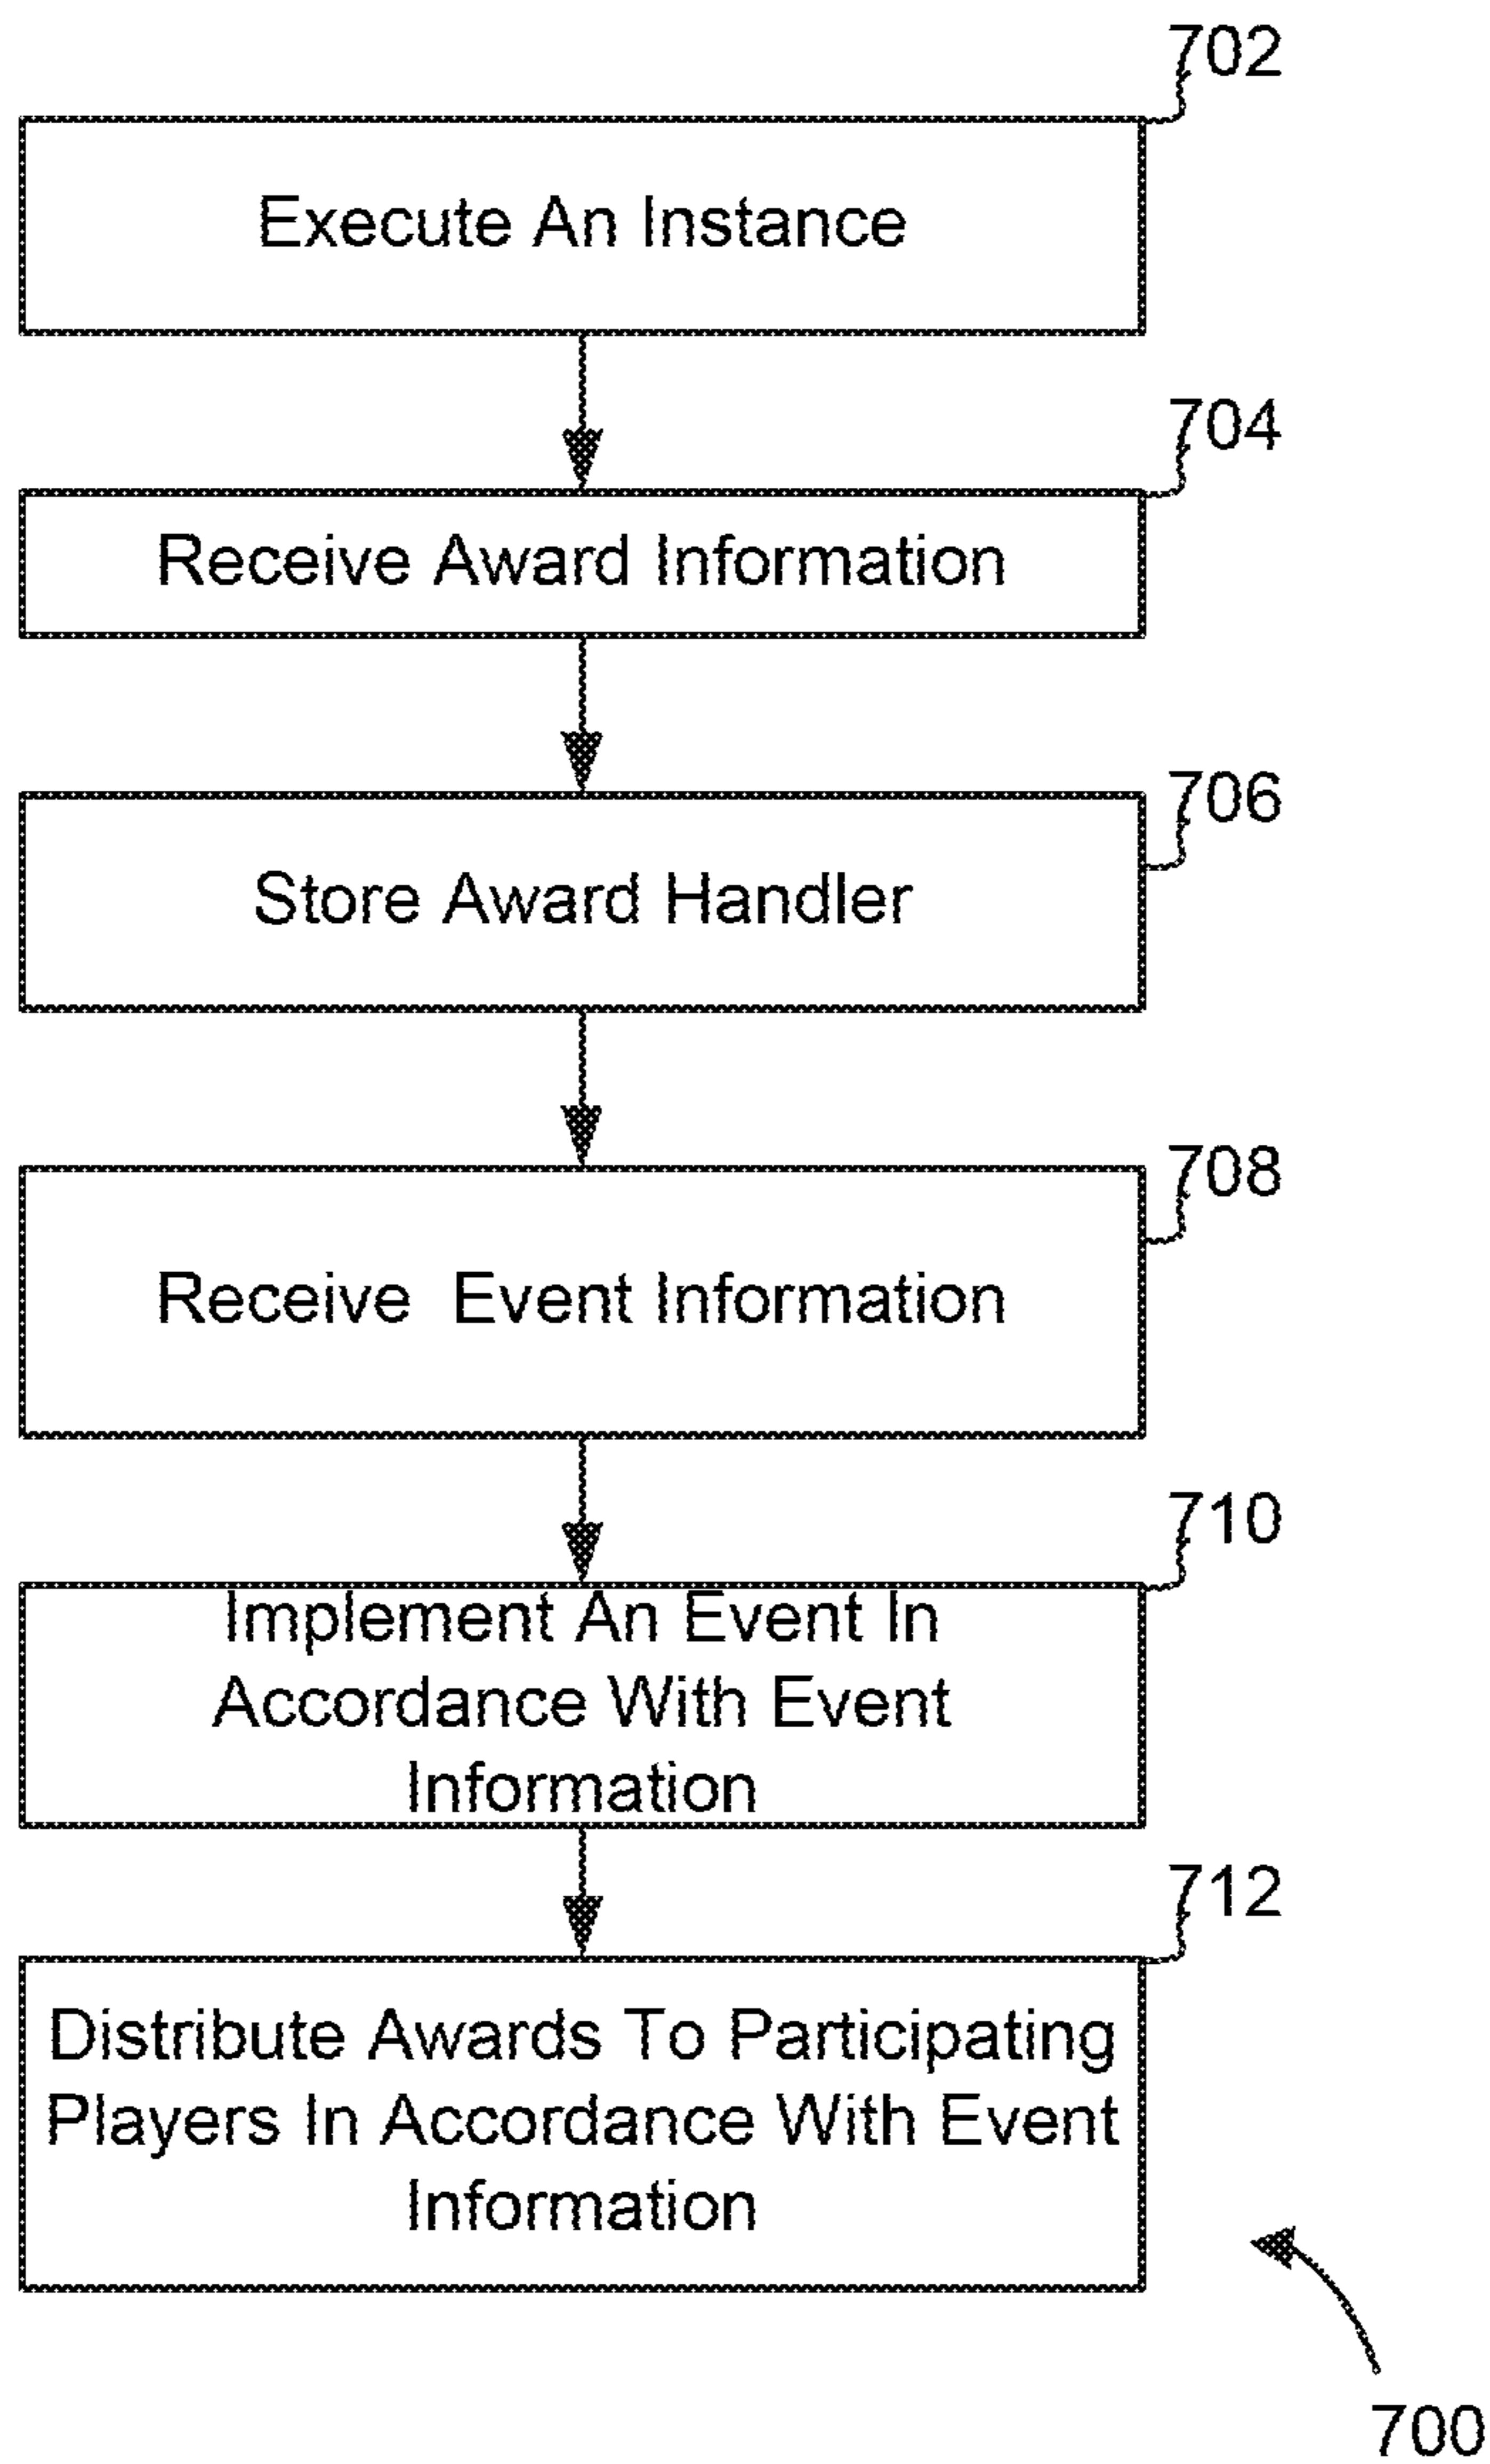 702
Execute An Instance
704
Receive Award Information
706
Store Award Handler
708
Receive Event Information
710
Implement An Event In
Accordance With Event
Information
712
Distribute Awards To Participating
Players In Accordance With Event
Information
700